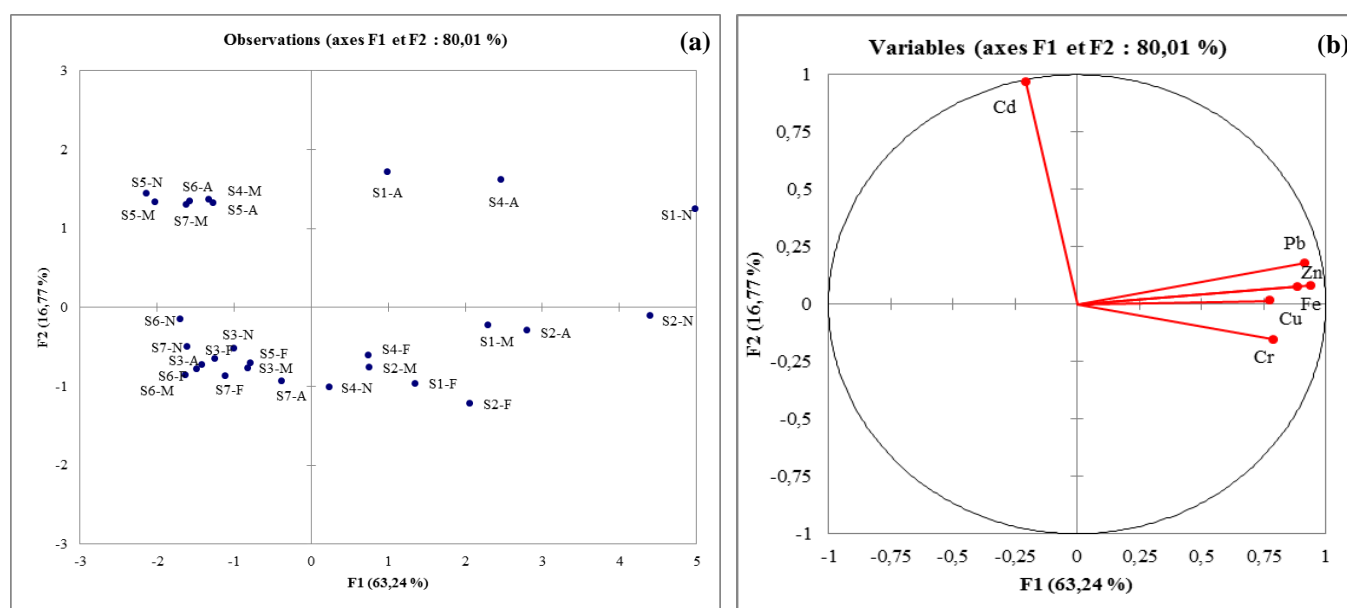 Observations (axes F1 et F2 : 80,01 %)
(a)
3
2
1
0
-1
-2
-3
-3
-2
-1
0
1
2
3
4
5
F2 (16,77 %)
F1 (63,24 %)
S5-N
S6-A
S4-M
S5-M
S7-M
S5-A
S1-A
S4-A
S1-N
S6-N
S7-N
S3-N
S3-A
S3-F
S5-F
S6-F
S3-M
S6-M
S7-F
S7-A
S4-F
S2-M
S4-N
S1-F
S2-F
S1-M
S2-A
S2-N
Variables (axes F1 et F2 : 80,01 %)
(b)
1
0,75
0,5
0,25
0
-0,25
-0,5
-0,75
-1
-1
-0,75
-0,5
-0,25
0
0,25
0,5
0,75
1
F2 (16,77 %)
F1 (63,24 %)
Cd
Pb
Zn
Fe
Cu
Cr